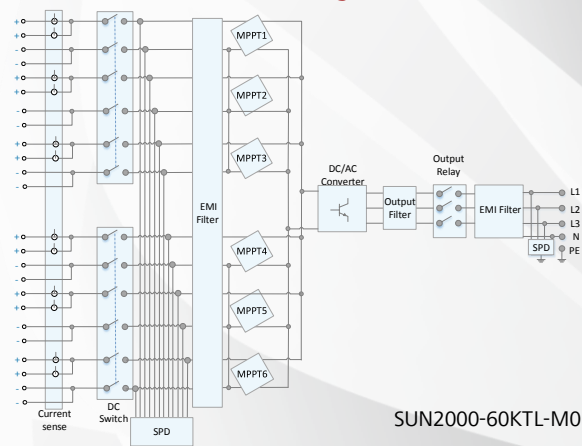 +
+
-
-
+
+
-
-
+
+
-
-
+
+
-
-
+
+
-
-
+
+
-
-
Current
sense
DC
Switch
SPD
EMI
Filter
MPPT1
MPPT2
MPPT3
MPPT4
MPPT5
MPPT6
DC/AC
Converter
Output
Filter
Output
Relay
EMI Filter
SPD
L1
L2
L3
N
PE
SUN2000-60KTL-M0